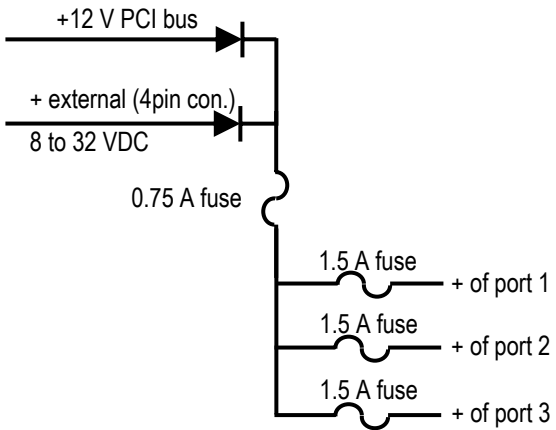 +12 V PCI bus
+ external (4pin con.)
8 to 32 VDC
0.75 A fuse
1.5 A fuse
+ of port 1
1.5 A fuse
+ of port 2
1.5 A fuse
+ of port 3